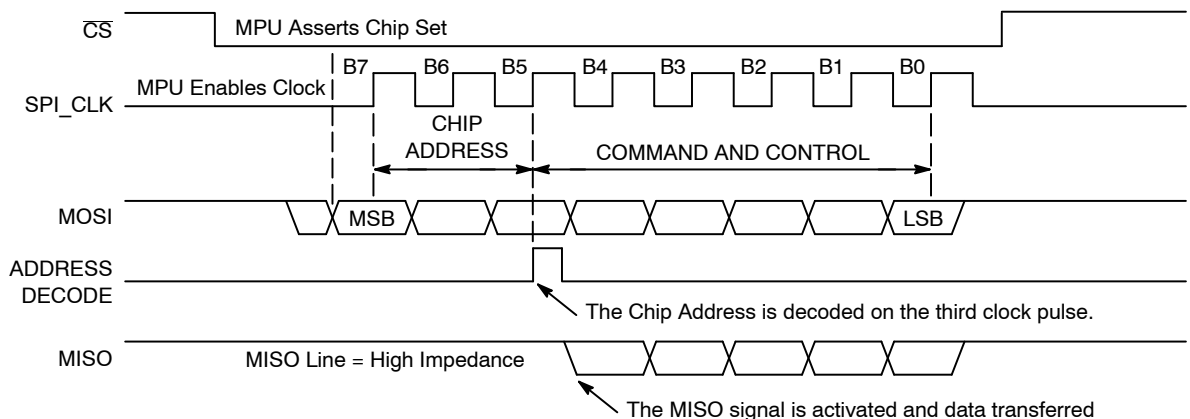 CS
MPU Asserts Chip Set
B7 B6 B5 B4 B3 B2 B1 B0
MPU Enables Clock
SPI_CLK
CHIP
ADDRESS
COMMAND AND CONTROL
MOSI
MSB
LSB
ADDRESS
DECODE
The Chip Address is decoded on the third clock pulse.
MISO
MISO Line = High Impedance
The MISO signal is activated and data transferred